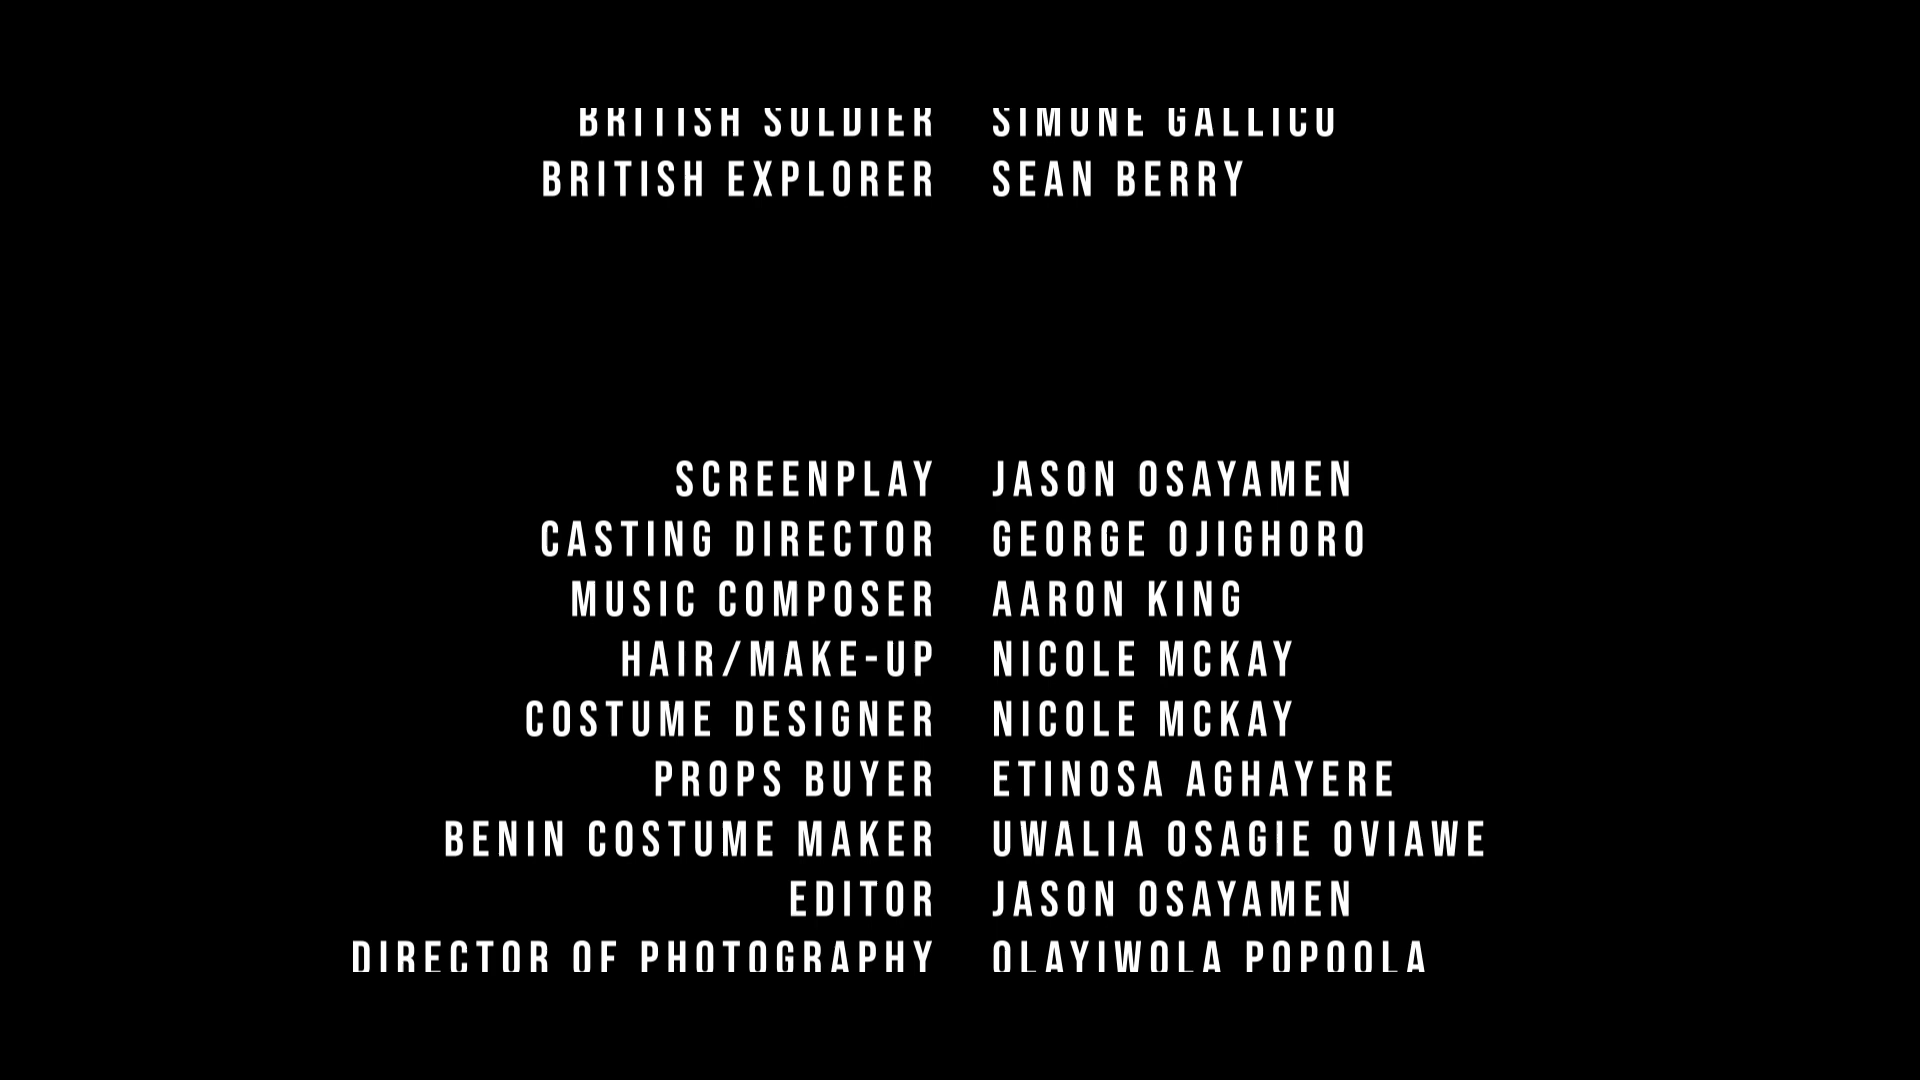 BRITISH SOLDIER SIMONE GALLICO
BRITISH EXPLORER SEAN BERRY
SCREENPLAY JASON OSAYAMEN
CASTING DIRECTOR GEORGE OJIGHORO
MUSIC COMPOSER AARON KING
HAIR/MAKE-UP NICOLE MCKAY
COSTUME DESIGNER NICOLE MCKAY
PROPS BUYER ETINOSA AGHAYERE
BENIN COSTUME MAKER UWALIA OSAGIE OVIAWE
EDITOR JASON OSAYAMEN
DIRECTOR OF PHOTOGRAPHY OLAYIWOLA POPOOLA